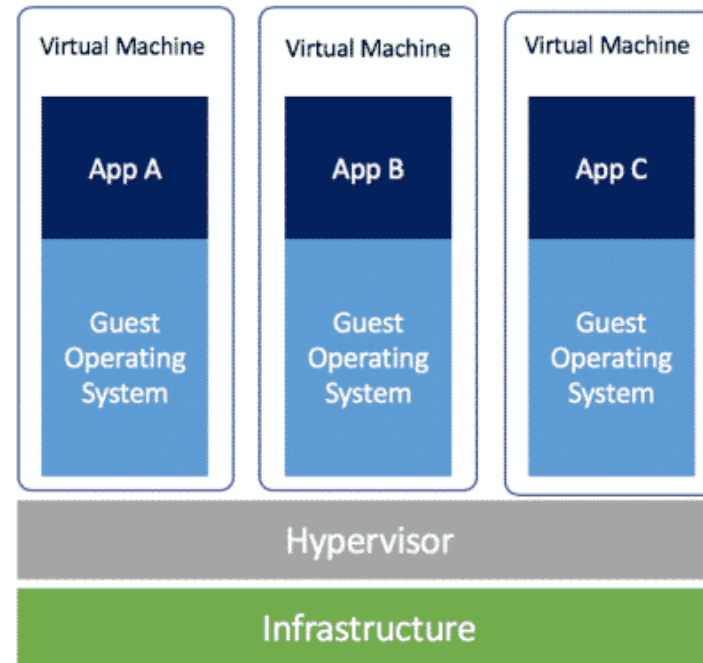 Virtual Machine
Virtual Machine
Virtual Machine
App A
App B
App C
Guest
Operating
System
Guest
Operating
System
Guest
Operating
System
Hypervisor
Infrastructure